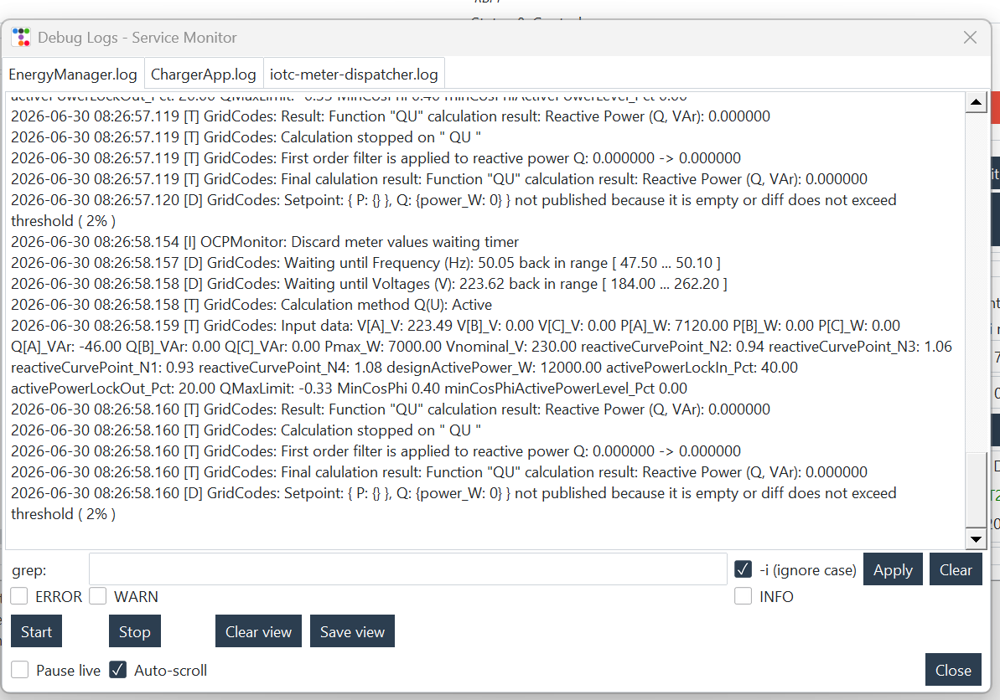 Debug Logs - Service Monitor
EnergyManager.log ChargerApp.log iotc-meter-dispatcher.log
activePowerLockOut_Pct: 20.00 QMaxLimit: -0.33 MinCosPhi 0.40 minCosPhiActivePowerLevel_Pct 0.00
2026-06-30 08:26:57.119 [T] GridCodes: Result: Function "QU" calculation result: Reactive Power (Q, VAr): 0.000000
2026-06-30 08:26:57.119 [T] GridCodes: Calculation stopped on " QU "
2026-06-30 08:26:57.119 [T] GridCodes: First order filter is applied to reactive power Q: 0.000000 -> 0.000000
2026-06-30 08:26:57.119 [T] GridCodes: Final calulation result: Function "QU" calculation result: Reactive Power (Q, VAr): 0.000000
2026-06-30 08:26:57.120 [D] GridCodes: Setpoint: { P: {} }, Q: {power_W: 0} } not published because it is empty or diff does not exceed
threshold ( 2% )
2026-06-30 08:26:58.154 [I] OCPMonitor: Discard meter values waiting timer
2026-06-30 08:26:58.157 [D] GridCodes: Waiting until Frequency (Hz): 50.05 back in range [ 47.50 ... 50.10 ]
2026-06-30 08:26:58.158 [D] GridCodes: Waiting until Voltages (V): 223.62 back in range [ 184.00 ... 262.20 ]
2026-06-30 08:26:58.158 [T] GridCodes: Calculation method Q(U): Active
2026-06-30 08:26:58.159 [T] GridCodes: Input data: V[A]_V: 223.49 V[B]_V: 0.00 V[C]_V: 0.00 P[A]_W: 7120.00 P[B]_W: 0.00 P[C]_W: 0.00
Q[A]_VAr: -46.00 Q[B]_VAr: 0.00 Q[C]_VAr: 0.00 Pmax_W: 7000.00 Vnominal_V: 230.00 reactiveCurvePoint_N2: 0.94 reactiveCurvePoint_N3: 1.06
reactiveCurvePoint_N1: 0.93 reactiveCurvePoint_N4: 1.08 designActivePower_W: 12000.00 activePowerLockIn_Pct: 40.00
activePowerLockOut_Pct: 20.00 QMaxLimit: -0.33 MinCosPhi 0.40 minCosPhiActivePowerLevel_Pct 0.00
2026-06-30 08:26:58.160 [T] GridCodes: Result: Function "QU" calculation result: Reactive Power (Q, VAr): 0.000000
2026-06-30 08:26:58.160 [T] GridCodes: Calculation stopped on " QU "
2026-06-30 08:26:58.160 [T] GridCodes: First order filter is applied to reactive power Q: 0.000000 -> 0.000000
2026-06-30 08:26:58.160 [T] GridCodes: Final calulation result: Function "QU" calculation result: Reactive Power (Q, VAr): 0.000000
2026-06-30 08:26:58.160 [D] GridCodes: Setpoint: { P: {} }, Q: {power_W: 0} } not published because it is empty or diff does not exceed
threshold ( 2% )
grep: -i (ignore case) Apply Clear
ERROR WARN INFO
Start Stop Clear view Save view
Pause live Auto-scroll Close